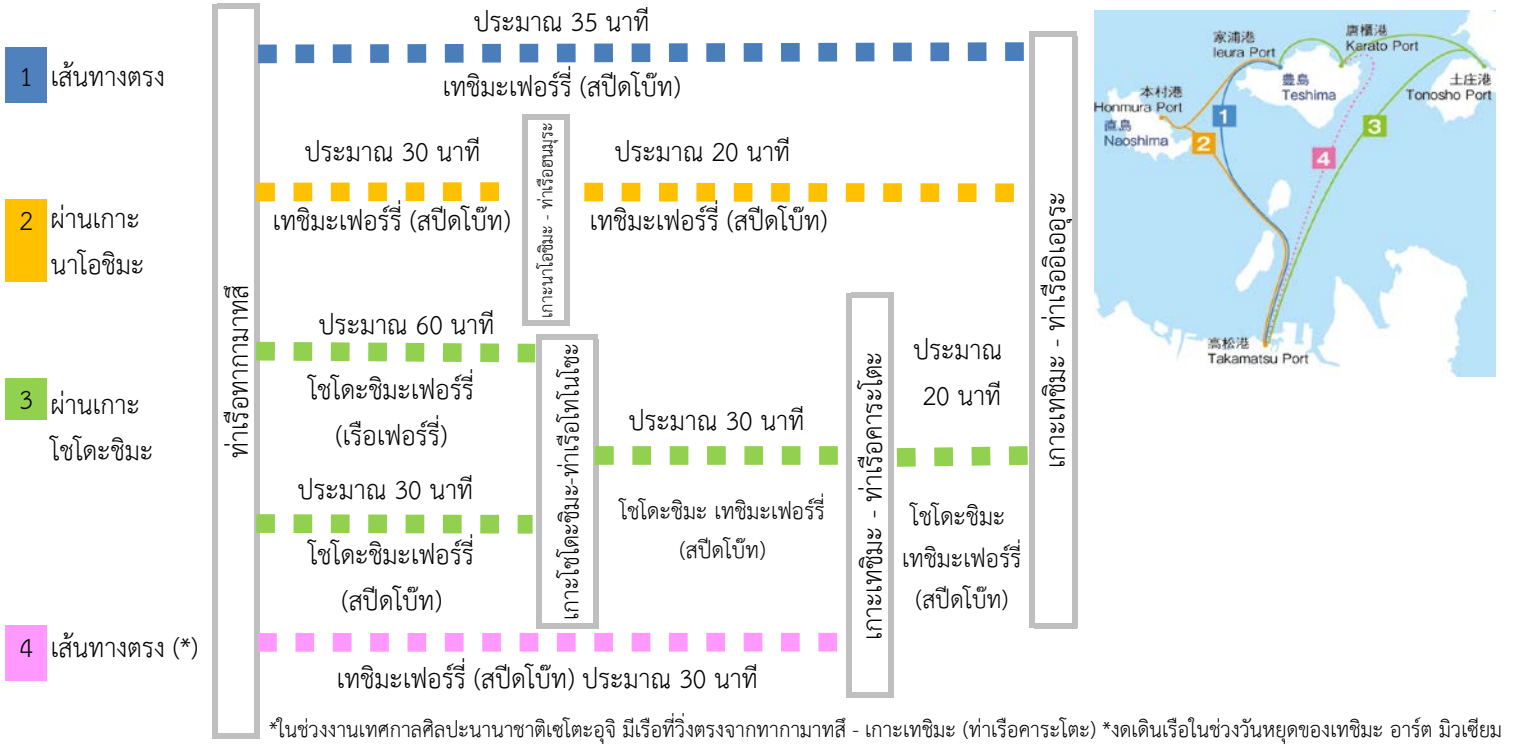 ประมาณ 35 นาที
1 เส้นทางตรง
เทชิมะเฟอร์รี่ (สปีดโบ๊ท)
ประมาณ 30 นาที
ประมาณ 20 นาที
2 ผ่านเกาะ
นาโอชิมะ
เทชิมะเฟอร์รี่ (สปีดโบ๊ท)
เทชิมะเฟอร์รี่ (สปีดโบ๊ท)
เกาะนาโอชิมะ - ท่าเรือฮนมุระ
ท่าเรือทากามาทสึ
ประมาณ 60 นาที
โชโดะชิมะเฟอร์รี่
(เรือเฟอร์รี่)
3 ผ่านเกาะ
โชโดะชิมะ
ประมาณ 30 นาที
โชโดะชิมะเฟอร์รี่
(สปีดโบ๊ท)
เกาะโชโดะชิมะ-ท่าเรือโทโนโชะ
ประมาณ 30 นาที
โชโดะชิมะ เทชิมะเฟอร์รี่
(สปีดโบ๊ท)
เกาะเทชิมะ - ท่าเรือคาระโตะ
ประมาณ
20 นาที
โชโดะชิมะ
เทชิมะเฟอร์รี่
(สปีดโบ๊ท)
เกาะเทชิมะ - ท่าเรืออิเออุระ
4 เส้นทางตรง (*)
เทชิมะเฟอร์รี่ (สปีดโบ๊ท) ประมาณ 30 นาที
*ในช่วงงานเทศกาลศิลปะนานาชาติเซโตะอุจิ มีเรือที่วิ่งตรงจากทากามาทสึ - เกาะเทชิมะ (ท่าเรือคาระโตะ) *งดเดินเรือในช่วงวันหยุดของเทชิมะ อาร์ต มิวเซียม
家浦港
Ieura Port
唐櫃港
Karato Port
豊島
Teshima
土庄港
Tonosho Port
本村港
Honmura Port
直島
Naoshima
1
2
3
4
高松港
Takamatsu Port